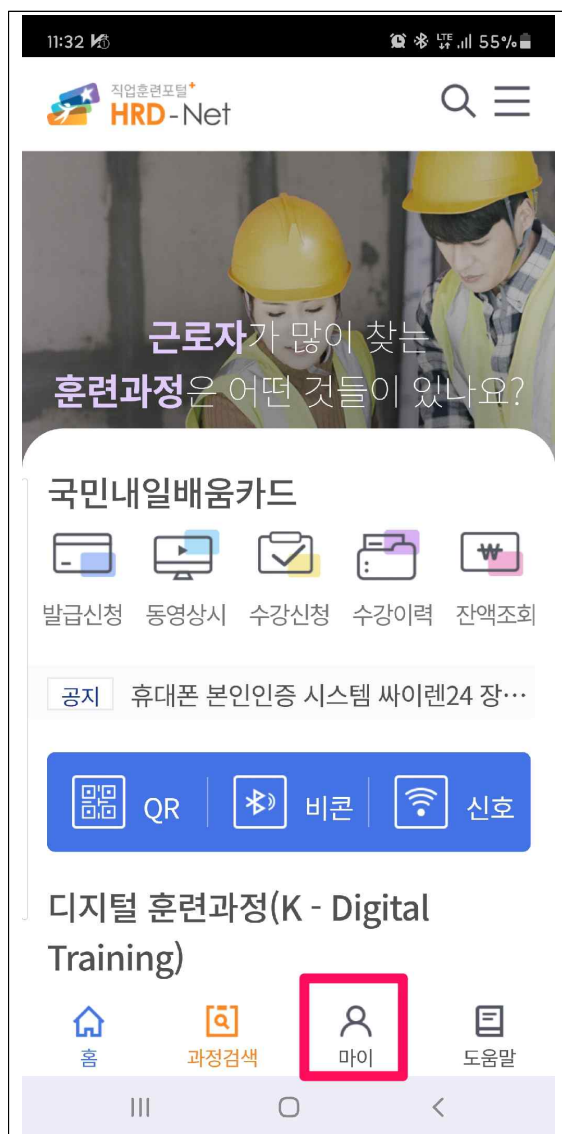 11:32
LTE
55%
직업훈련포털+
HRD-Net
근로자가 많이 찾는
훈련과정은 어떤 것들이 있나요?
국민내일배움카드
발급신청 동영상시 수강신청 수강이력 잔액조회
공지 휴대폰 본인인증 시스템 싸이렌24 장…
QR 비콘 신호
디지털 훈련과정(K - Digital
Training)
홈 과정검색 마이 도움말